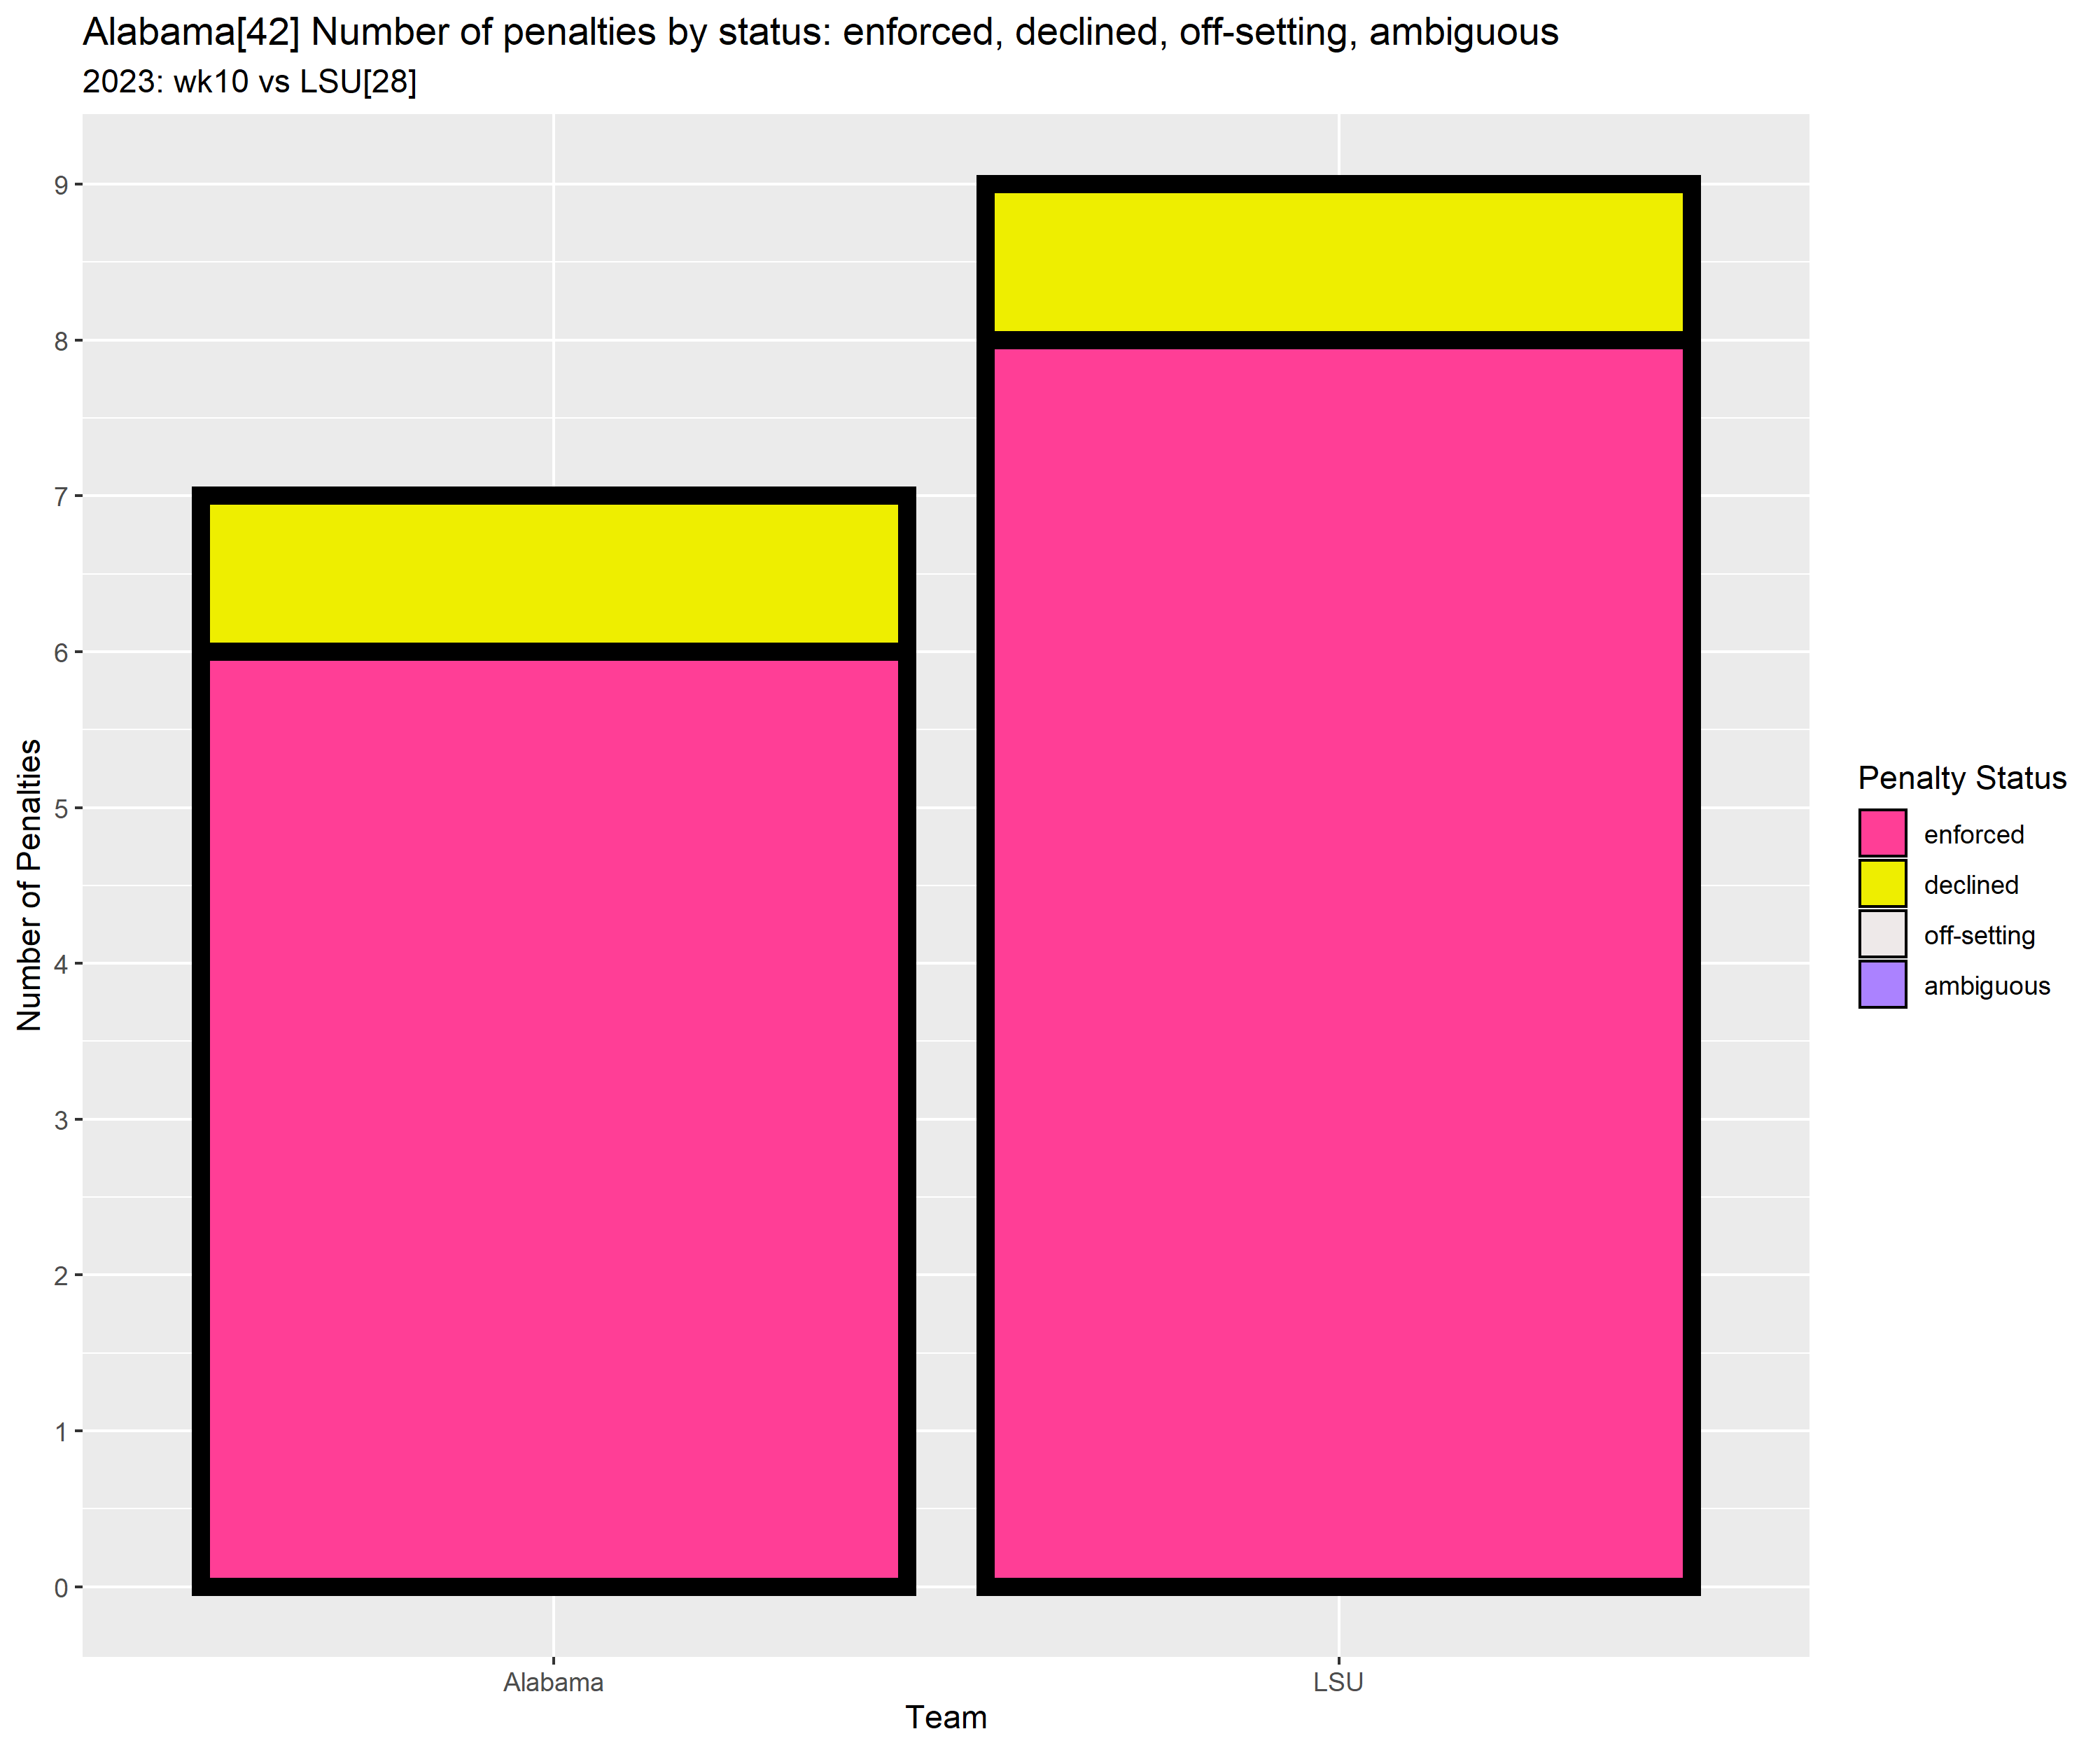 Alabama[42] Number of penalties by status: enforced, declined, off-setting, ambiguous
2023: wk10 vs LSU[28]
Number of Penalties
9
8
7
6
5
4
3
2
1
0
Alabama
LSU
Team
Penalty Status
enforced
declined
off-setting
ambiguous